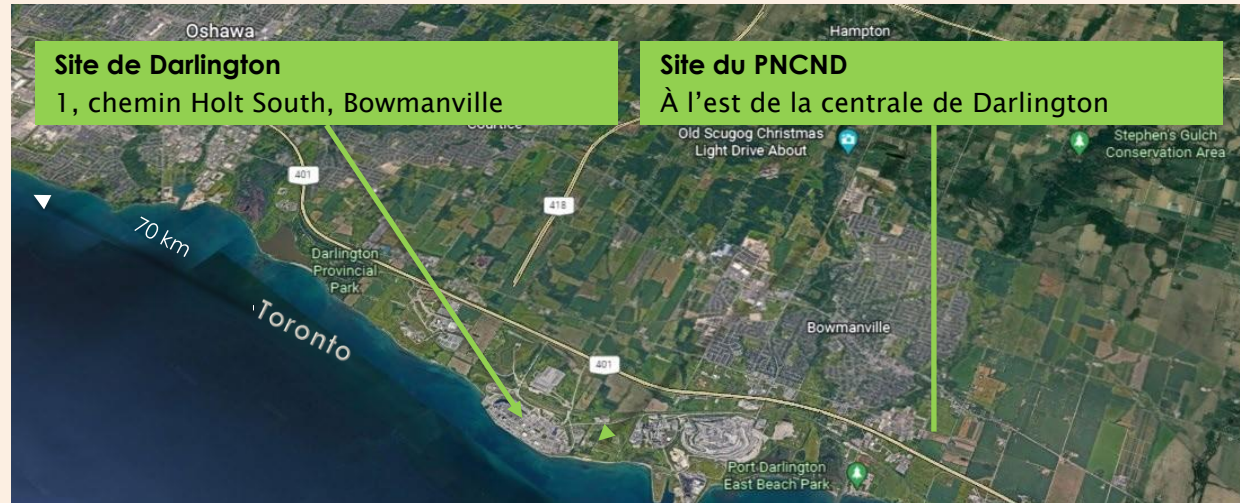 Oshawa
Hampton
Site de Darlington
1, chemin Holt South, Bowmanville
Site du PNCND
À l'est de la centrale de Darlington
Old Scugog Christmas
Light Drive About
Stephen's Gulch
Conservation Area
401
418
70 km
Darlington
Provincial
Park
Toronto
Bowmanville
401
Port Darlington
East Beach Park